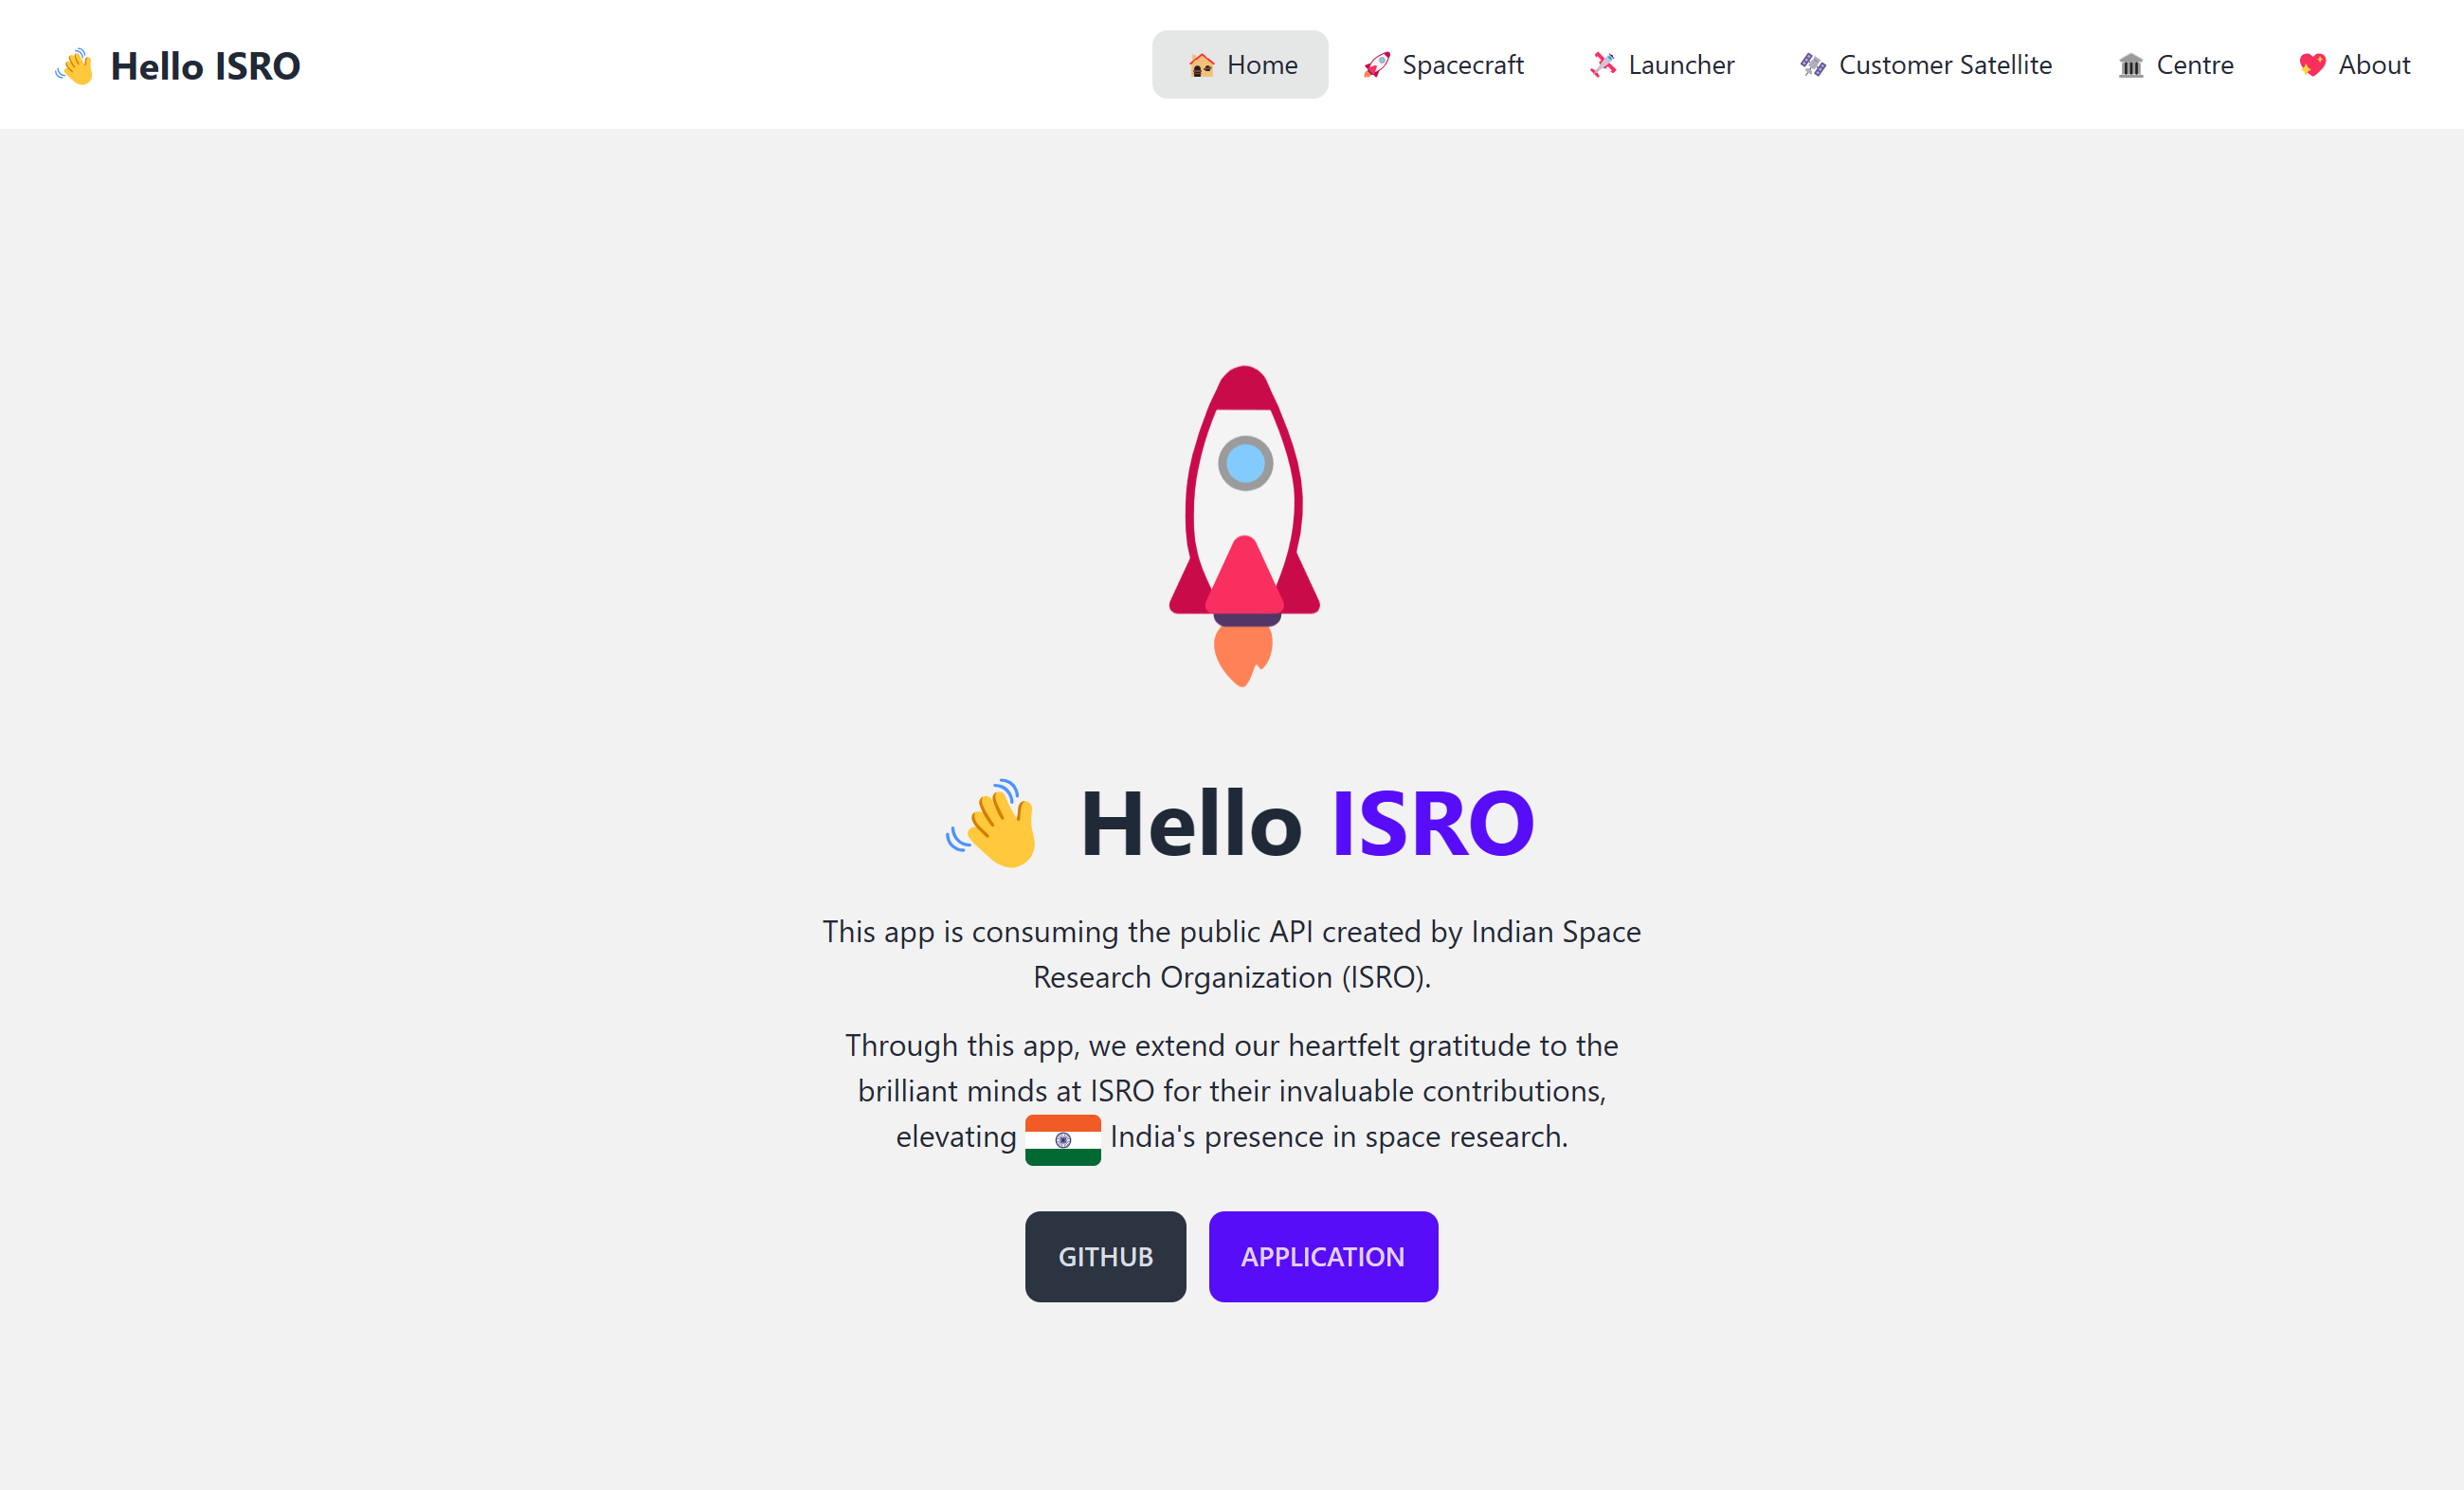 Hello ISRO
Home
Spacecraft
Launcher
Customer Satellite
Centre
About
Hello ISRO
This app is consuming the public API created by Indian Space
Research Organization (ISRO).
Through this app, we extend our heartfelt gratitude to the
brilliant minds at ISRO for their invaluable contributions,
elevating India's presence in space research.
GITHUB
APPLICATION